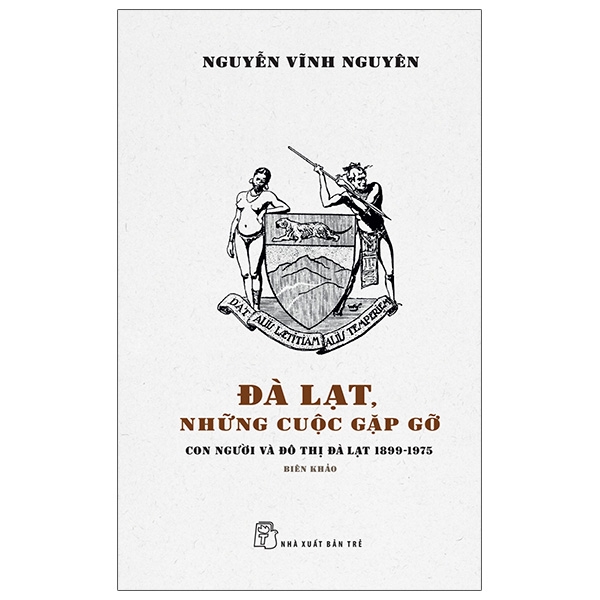 NGUYỄN VĨNH NGUYÊN
DAT ALIIS LÆTITIAM ALIIS TEMPERIEM
ĐÀ LẠT,
NHỮNG CUỘC GẶP GỠ
CON NGƯỜI VÀ ĐÔ THỊ ĐÀ LẠT 1899-1975
BIÊN KHẢO
NHÀ XUẤT BẢN TRẺ